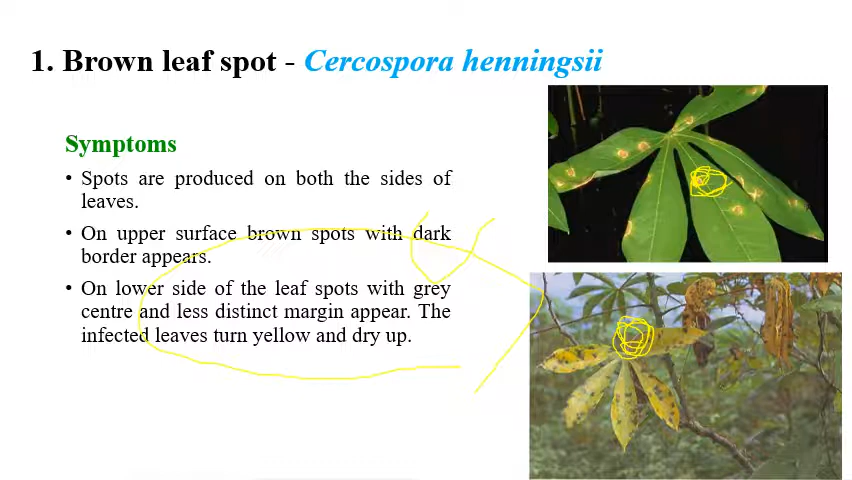 1. Brown leaf spot - Cercospora henningsii
Symptoms
• Spots are produced on both the sides of
leaves.
• On upper surface brown spots with dark
border appears.
• On lower side of the leaf spots with grey
centre and less distinct margin appear. The
infected leaves turn yellow and dry up.